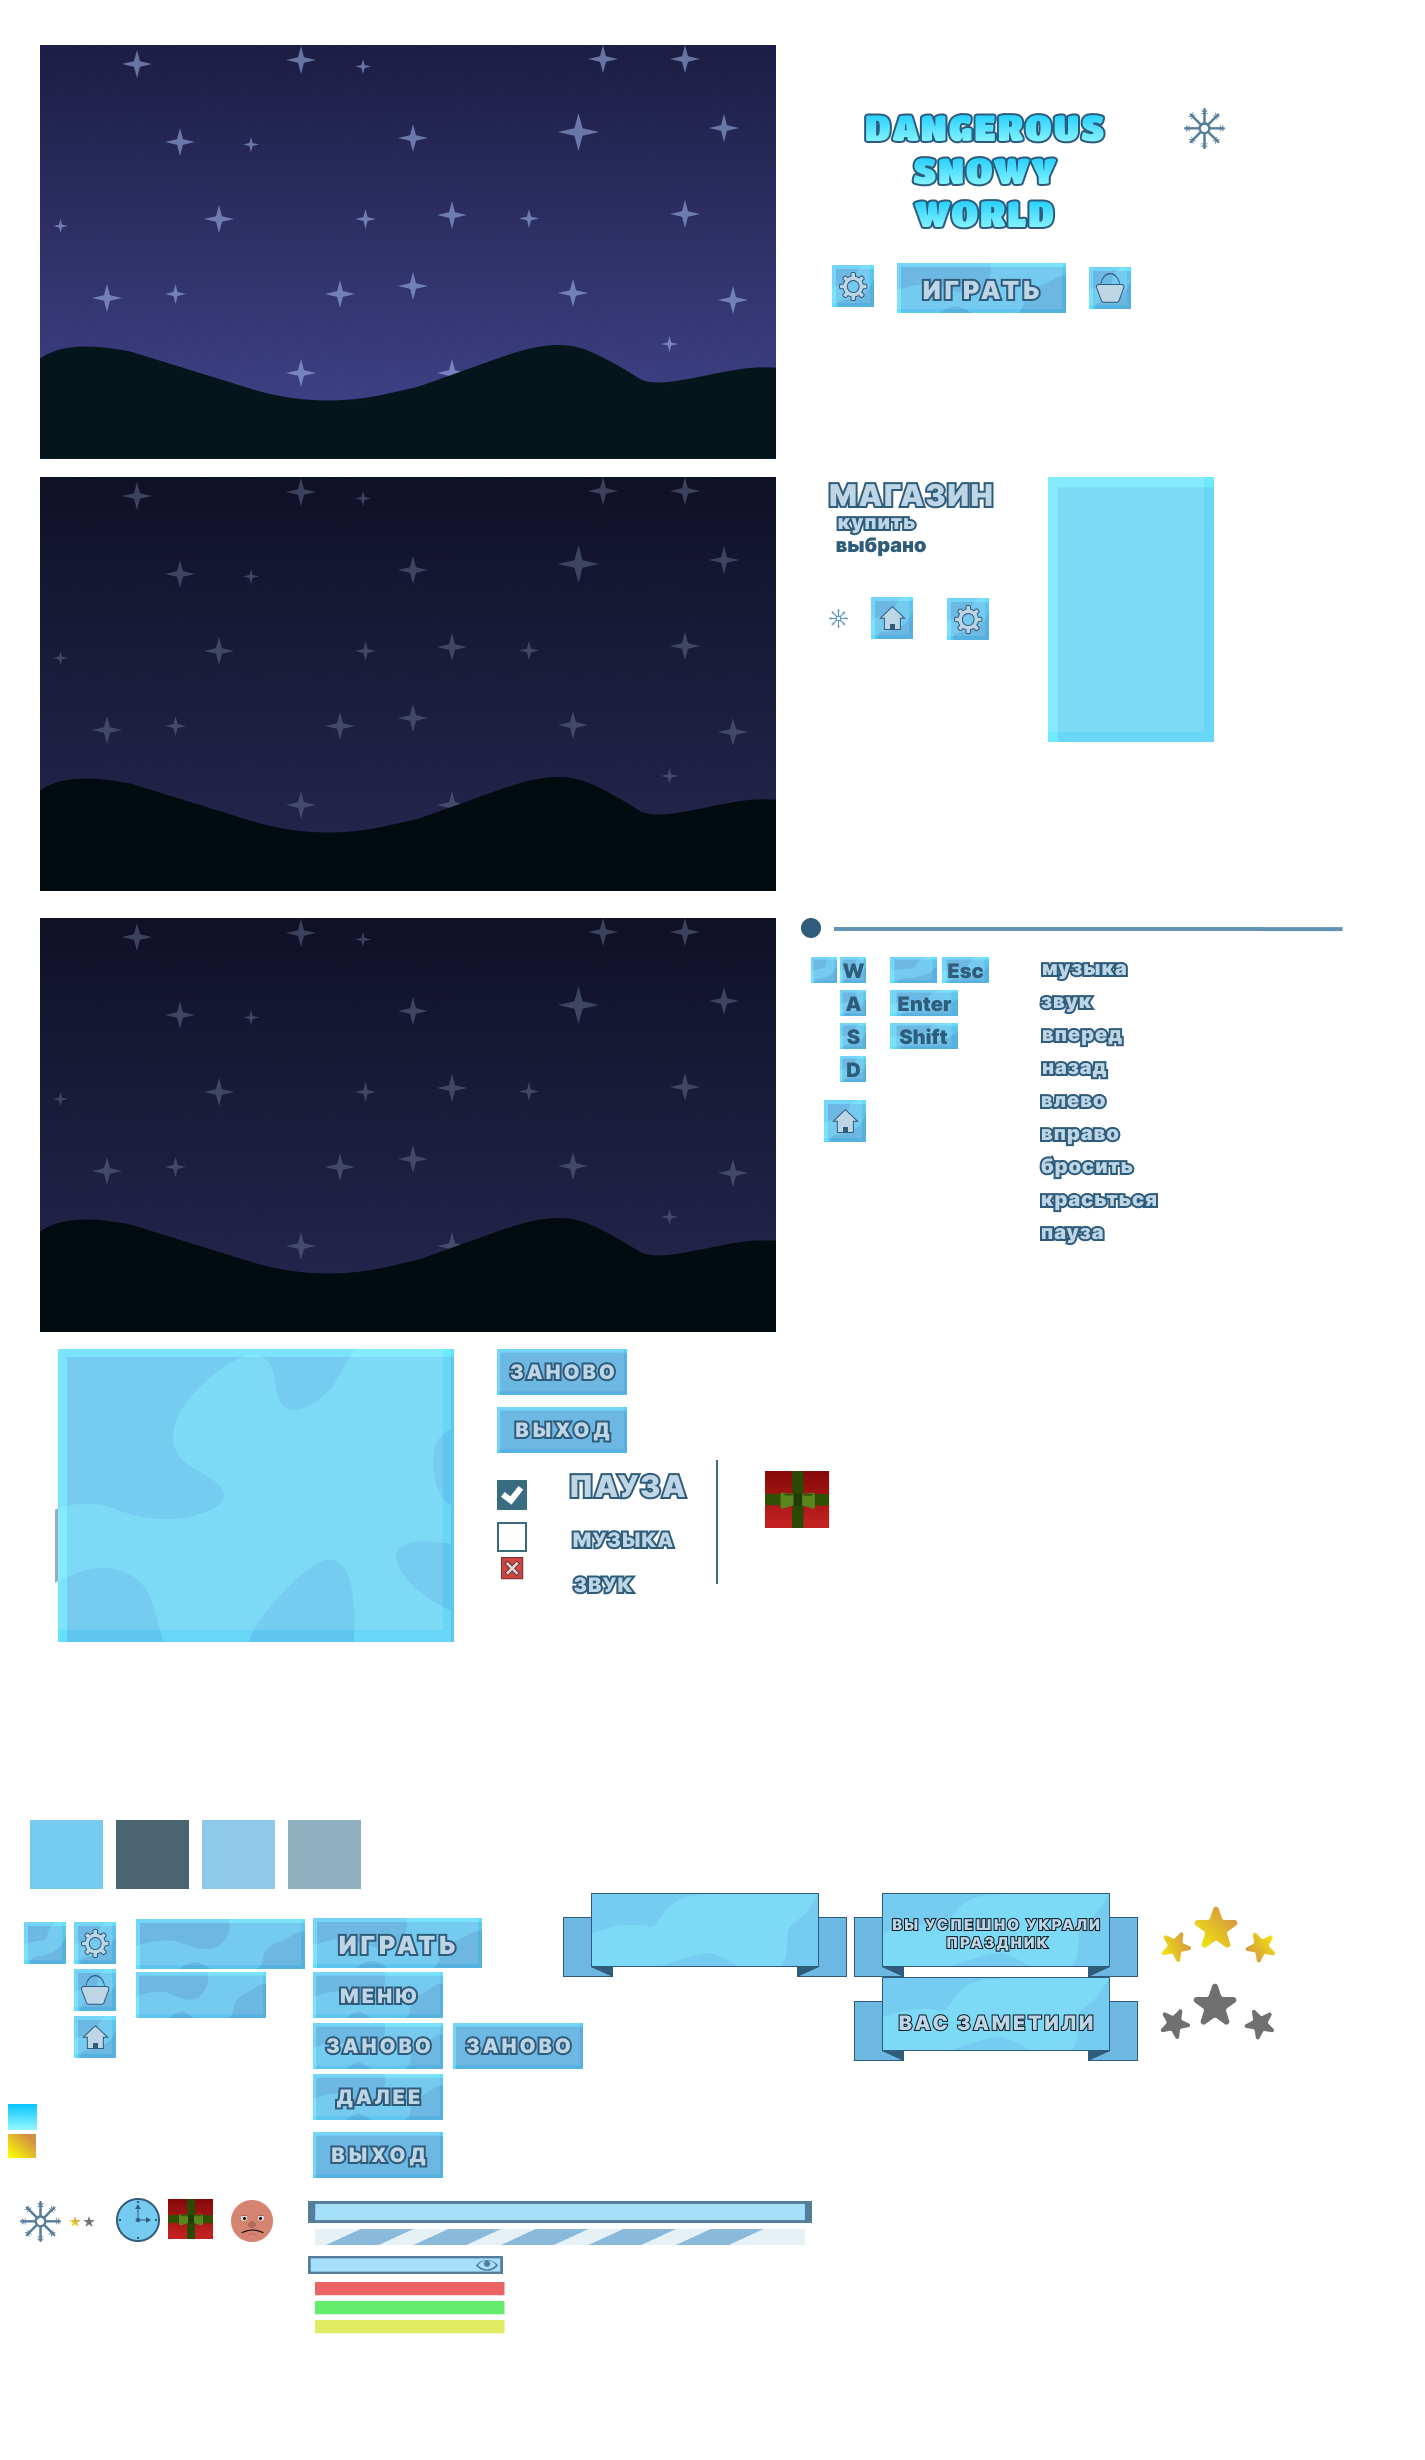 DANGEROUS
SNOWY
WORLD
ИГРАТЬ
МАГАЗИН
купить
выбрано
W
Esc
A
Enter
S
Shift
D
музыка
звук
вперед
назад
влево
вправо
бросить
красьться
пауза
ЗАНОВО
ВЫХОД
ПАУЗА
МУЗЫКА
ЗВУК
ВЫ УСПЕШНО УКРАЛИ
ПРАЗДНИК
ИГРАТЬ
МЕНЮ
ВАС ЗАМЕТИЛИ
ЗАНОВО
ЗАНОВО
ДАЛЕЕ
ВЫХОД